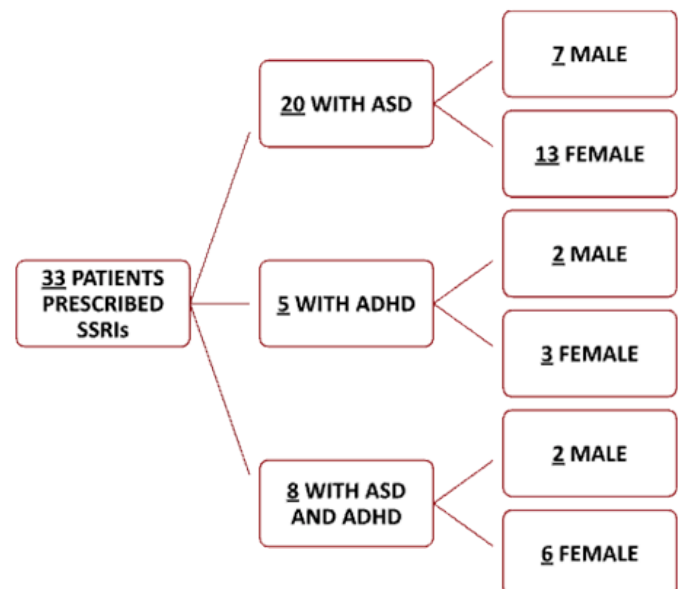 7 MALE
20 WITH ASD
13 FEMALE
33 PATIENTS
PRESCRIBED
SSRIs
2 MALE
5 WITH ADHD
3 FEMALE
2 MALE
8 WITH ASD
AND ADHD
6 FEMALE